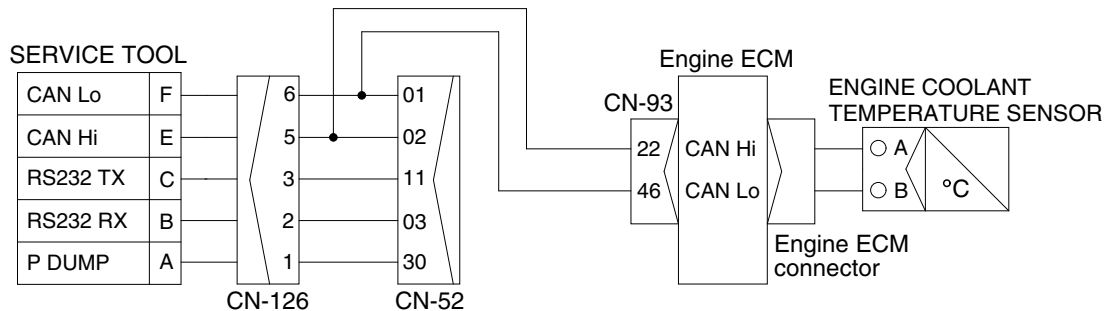 SERVICE TOOL
CAN Lo F 6 01
CAN Hi E 5 02
RS232 TX C 3 11
RS232 RX B 2 03
P DUMP A 1 30
CN-126
CN-52
Engine ECM
CN-93
22 CAN Hi
46 CAN Lo
Engine ECM
connector
ENGINE COOLANT
TEMPERATURE SENSOR
A
B
°C